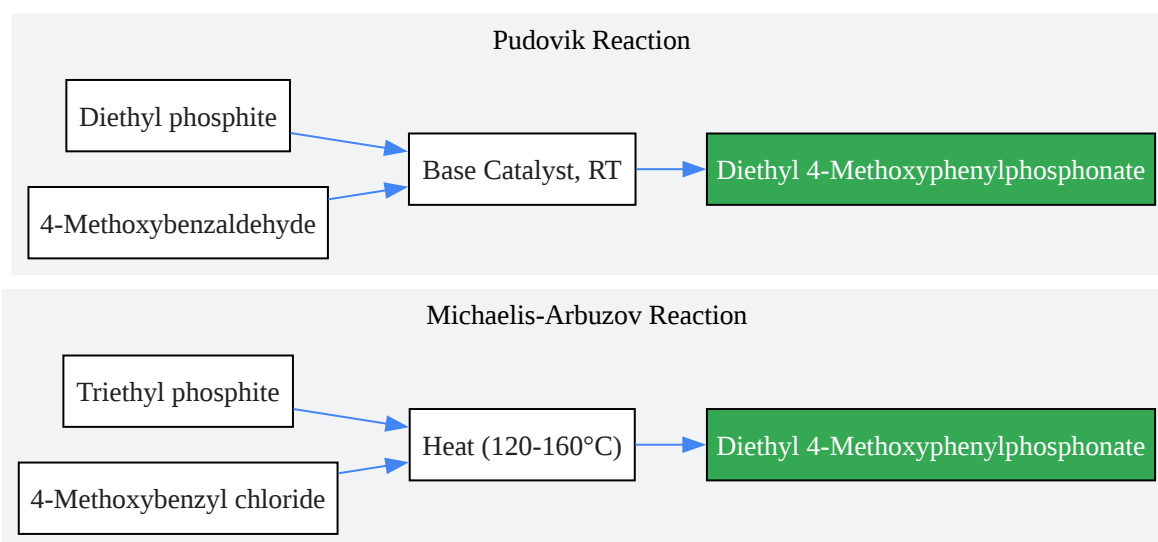 Pudovik Reaction
Diethyl phosphite
4-Methoxybenzaldehyde
Base Catalyst, RT
Diethyl 4-Methoxyphenylphosphonate
Michaelis-Arbuzov Reaction
Triethyl phosphite
4-Methoxybenzyl chloride
Heat (120-160°C)
Diethyl 4-Methoxyphenylphosphonate